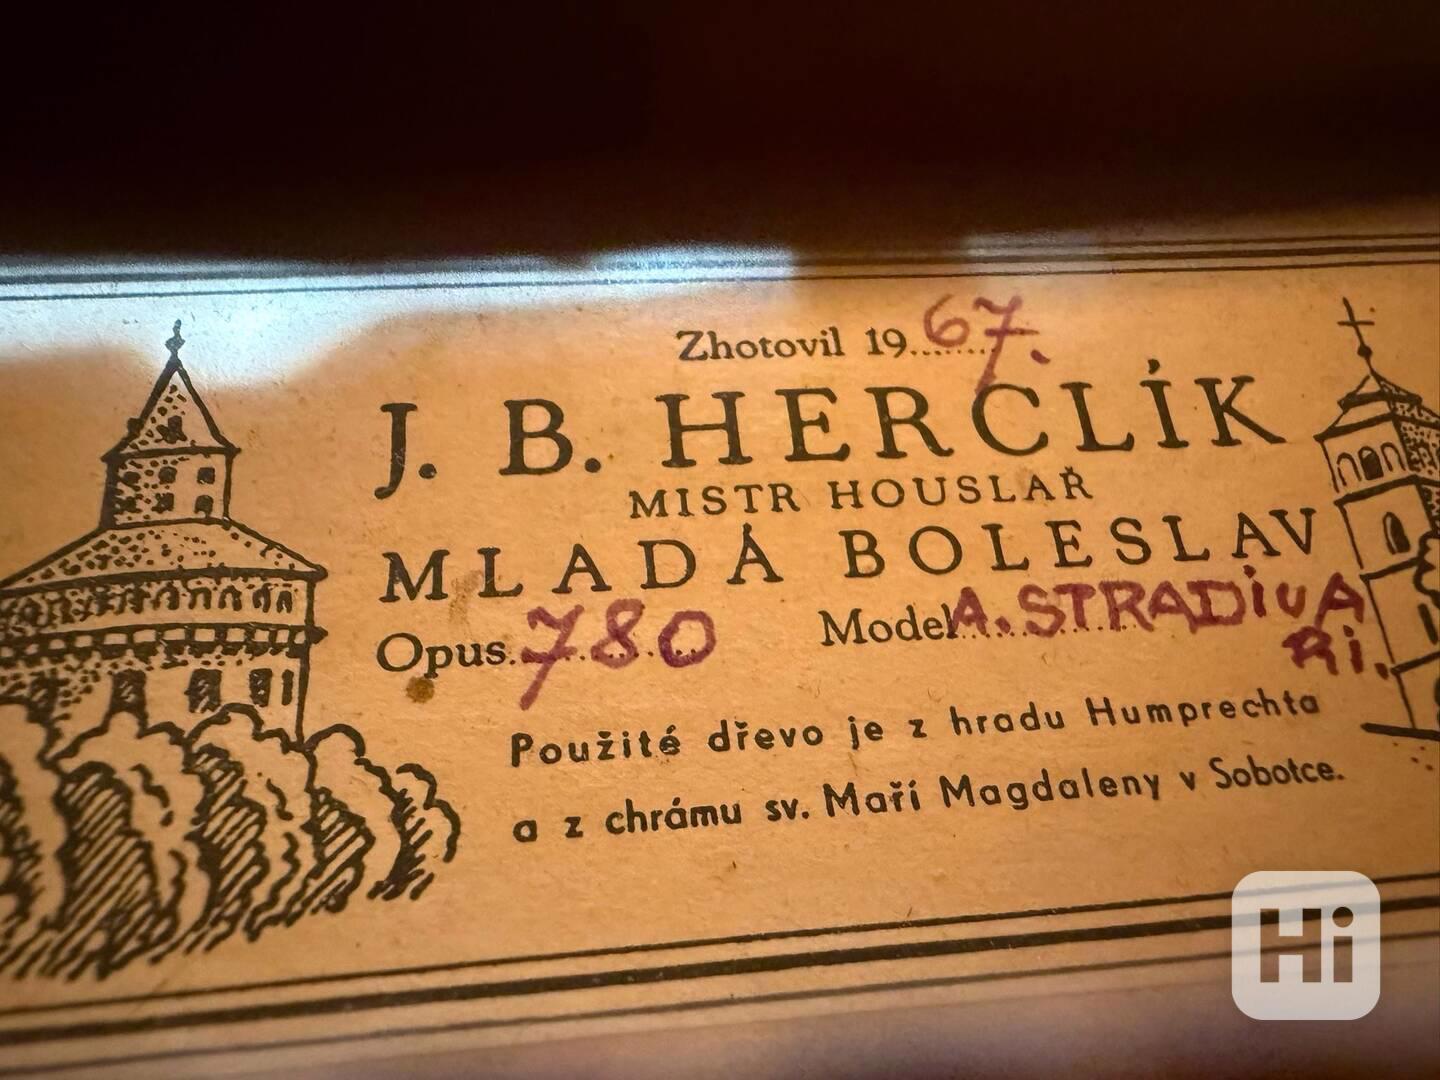 Zhotovil 19 67.
J. B. HERCLÍK
MISTR HOUSLAŘ
MLADÁ BOLESLAV
Opus 780 Model A. STRADiVA
Ri.
Použité dřevo je z hradu Humprechta
a z chrámu sv. Maří Magdaleny v Sobotce.
Hi